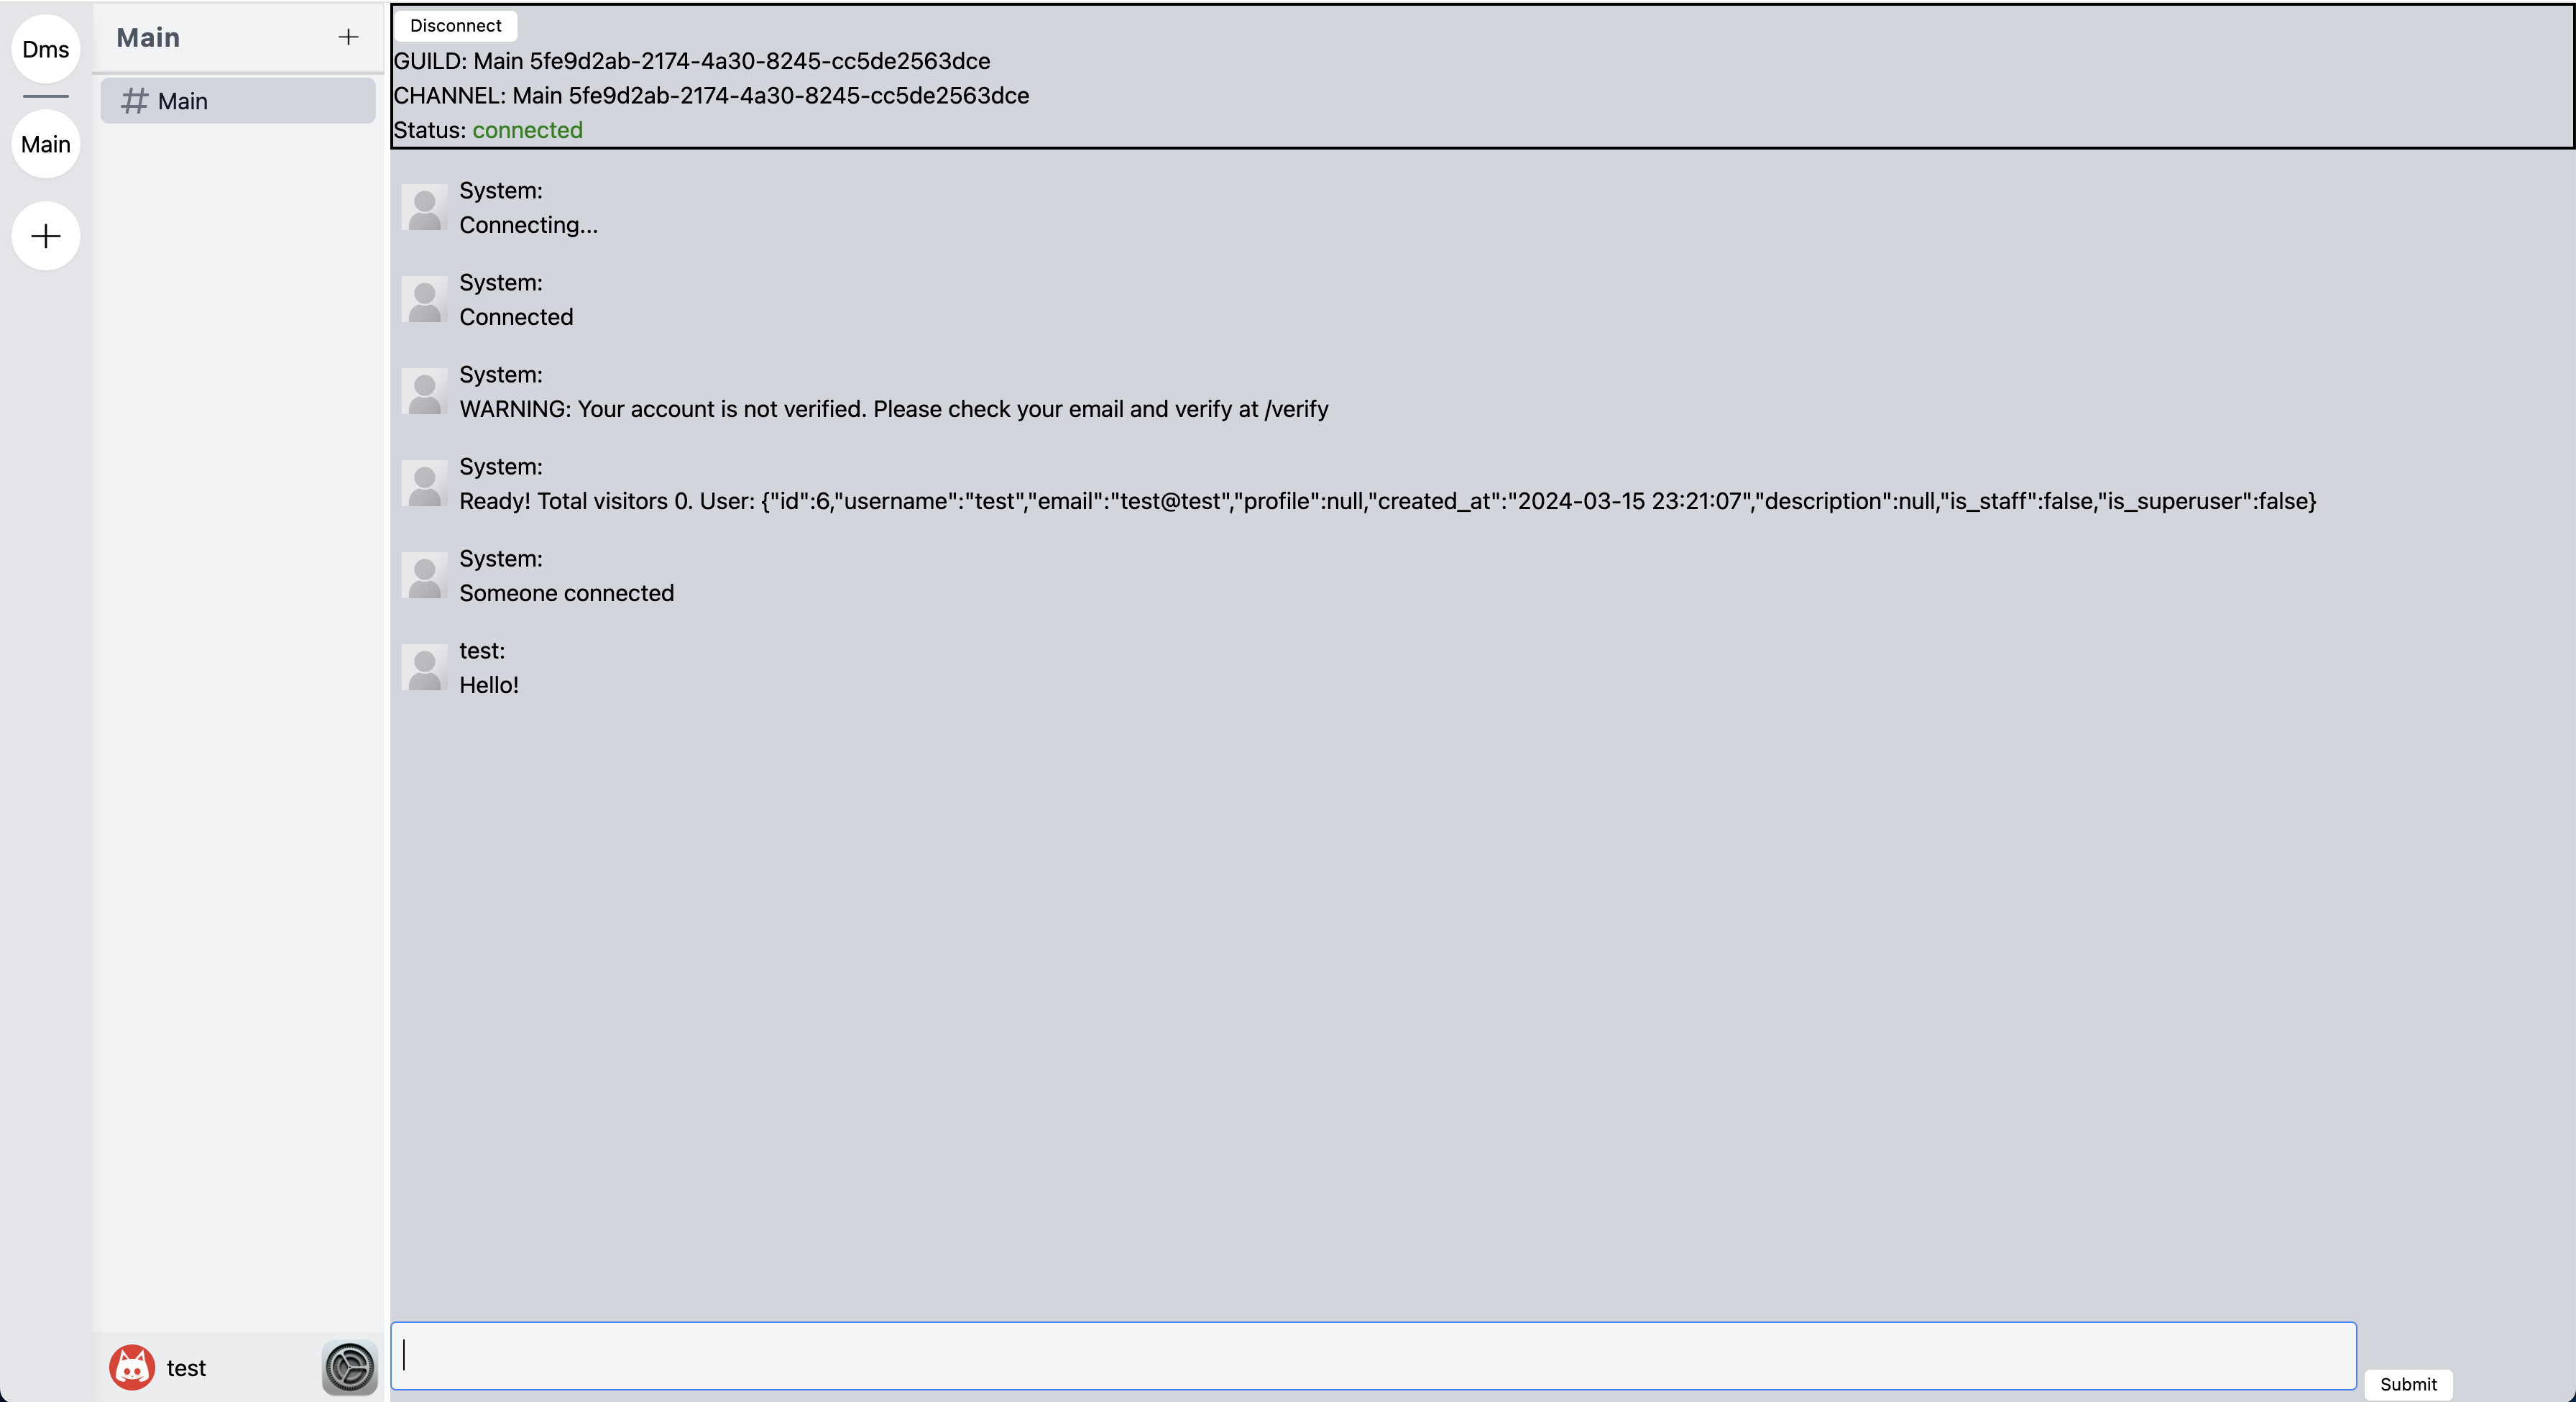 Dms
Main
+
Main +
# Main
test
Disconnect
GUILD: Main 5fe9d2ab-2174-4a30-8245-cc5de2563dce
CHANNEL: Main 5fe9d2ab-2174-4a30-8245-cc5de2563dce
Status: connected
System:
Connecting...
System:
Connected
System:
WARNING: Your account is not verified. Please check your email and verify at /verify
System:
Ready! Total visitors 0. User: {"id":6,"username":"test","email":"test@test","profile":null,"created_at":"2024-03-15 23:21:07","description":null,"is_staff":false,"is_superuser":false}
System:
Someone connected
test:
Hello!
Submit